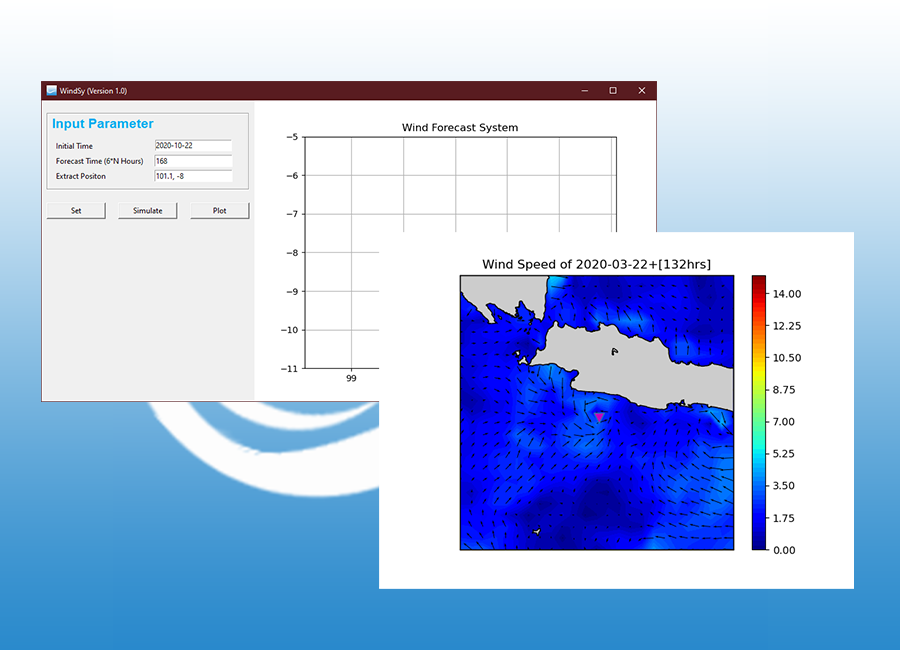 WindSy (Version 1.0)
Input Parameter
Initial Time 2020-10-22
Forecast Time (6*N Hours) 168
Extract Positon 101.1, -8
Set Simulate Plot
Wind Forecast System
−5
−6
−7
−8
−9
−10
−11
99
Wind Speed of 2020-03-22+[132hrs]
14.00
12.25
10.50
8.75
7.00
5.25
3.50
1.75
0.00